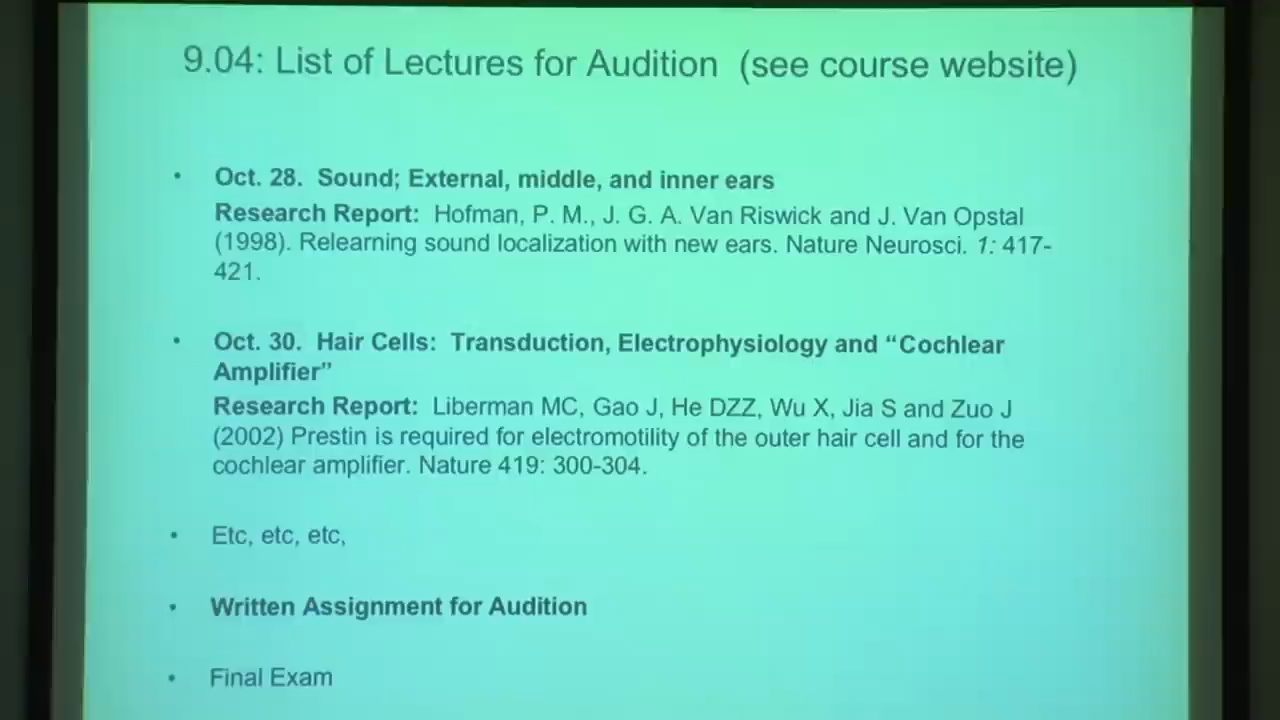 9.04: List of Lectures for Audition (see course website)
• Oct. 28. Sound; External, middle, and inner ears
Research Report: Hofman, P. M., J. G. A. Van Riswick and J. Van Opstal
(1998). Relearning sound localization with new ears. Nature Neurosci. 1: 417-
421.
• Oct. 30. Hair Cells: Transduction, Electrophysiology and “Cochlear
Amplifier”
Research Report: Liberman MC, Gao J, He DZZ, Wu X, Jia S and Zuo J
(2002) Prestin is required for electromotility of the outer hair cell and for the
cochlear amplifier. Nature 419: 300-304.
• Etc, etc, etc,
• Written Assignment for Audition
• Final Exam